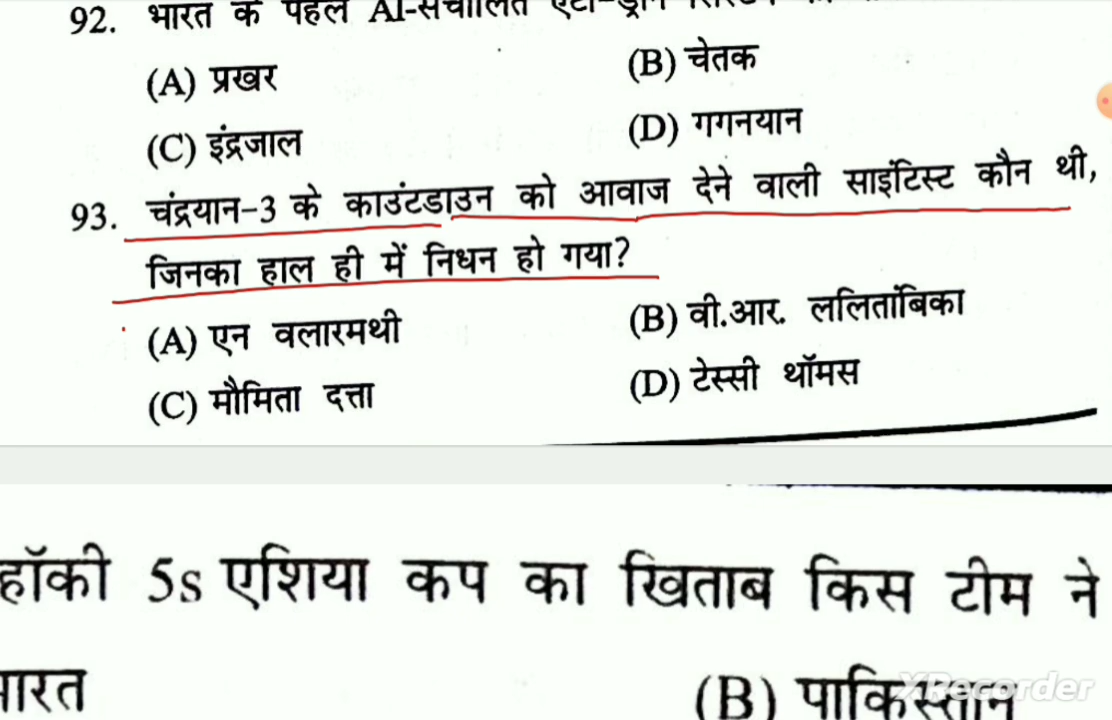 92. भारत के पहले AI-संचालित एंटी-ड्रोन
(A) प्रखर (B) चेतक
(C) इंद्रजाल (D) गगनयान
93. चंद्रयान-3 के काउंटडाउन को आवाज देने वाली साइंटिस्ट कौन थी,
जिनका हाल ही में निधन हो गया?
(A) एन वलारमथी (B) वी.आर. ललितांबिका
(C) मौमिता दत्ता (D) टेस्सी थॉमस
हॉकी 5s एशिया कप का खिताब किस टीम ने
भारत (B) पाकिस्तान
XRecorder